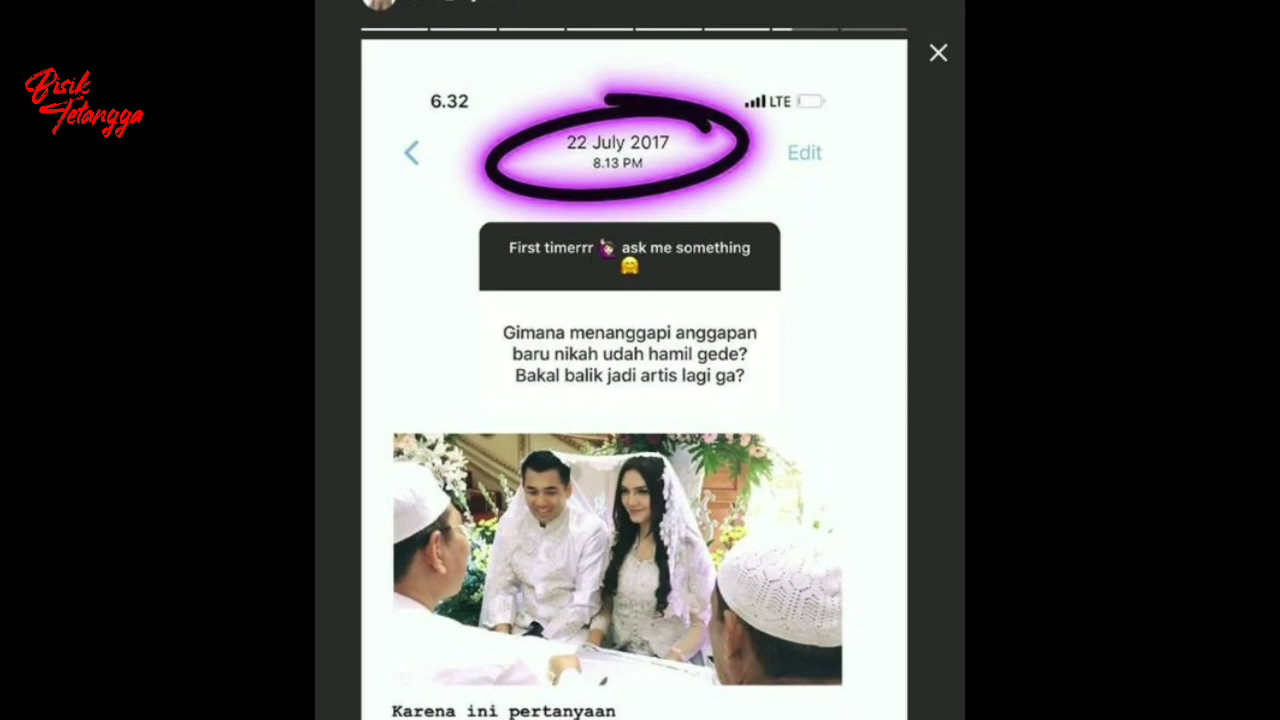 Bisik
Tetangga
6.32
LTE
22 July 2017
8.13 PM
Edit
First timerrr 🙋🏻‍♀️ ask me something
🤗
Gimana menanggapi anggapan
baru nikah udah hamil gede?
Bakal balik jadi artis lagi ga?
Karena ini pertanyaan